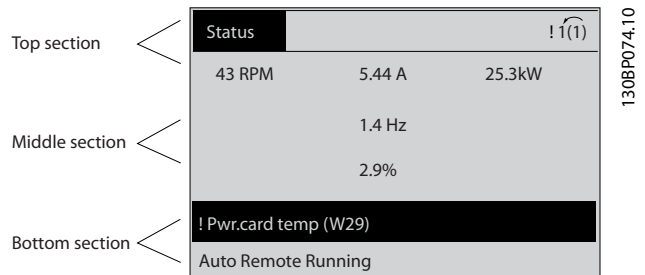 Top section
Status
! 1(1)
43 RPM 5.44 A 25.3kW
Middle section
1.4 Hz
2.9%
Bottom section
! Pwr.card temp (W29)
Auto Remote Running
130BP074.10